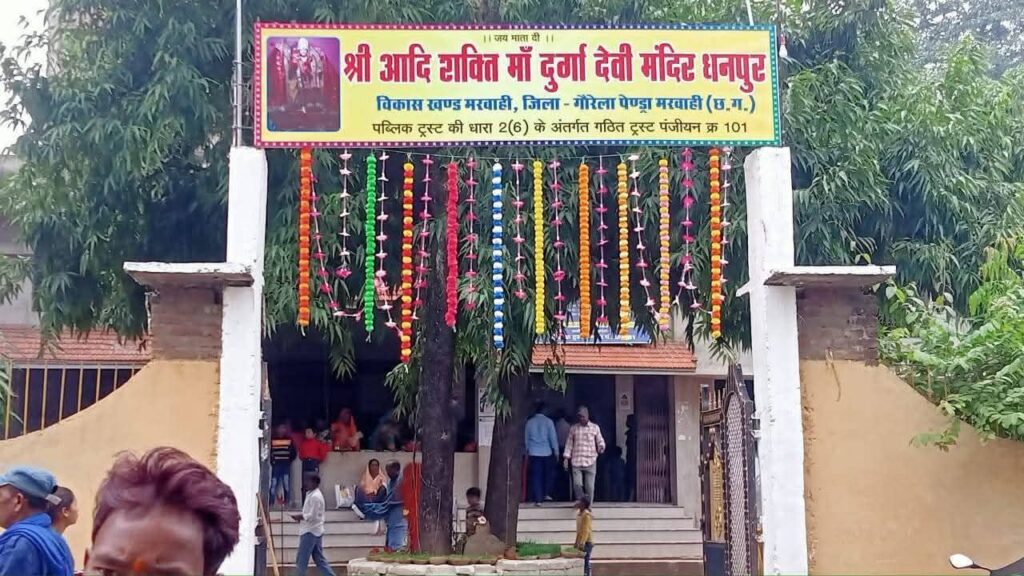 ।। जय माता दी ।।
श्री आदि शक्ति माँ दुर्गा देवी मंदिर धनपुर
विकास खण्ड मरवाही, जिला - गौरेला पेण्ड्रा मरवाही (छ.ग.)
पब्लिक ट्रस्ट की धारा 2(6) के अंतर्गत गठित ट्रस्ट पंजीयन क्र 101